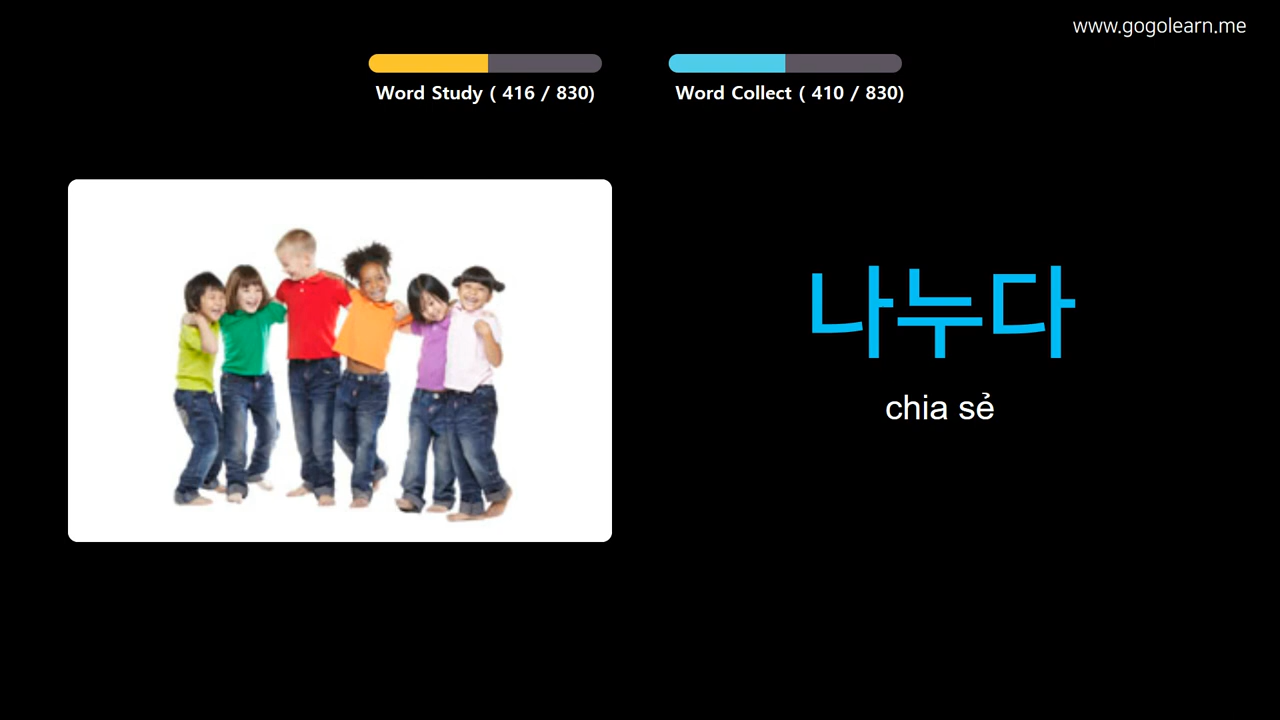 www.gogolearn.me
Word Study ( 416 / 830)
Word Collect ( 410 / 830)
나누다
chia sẻ